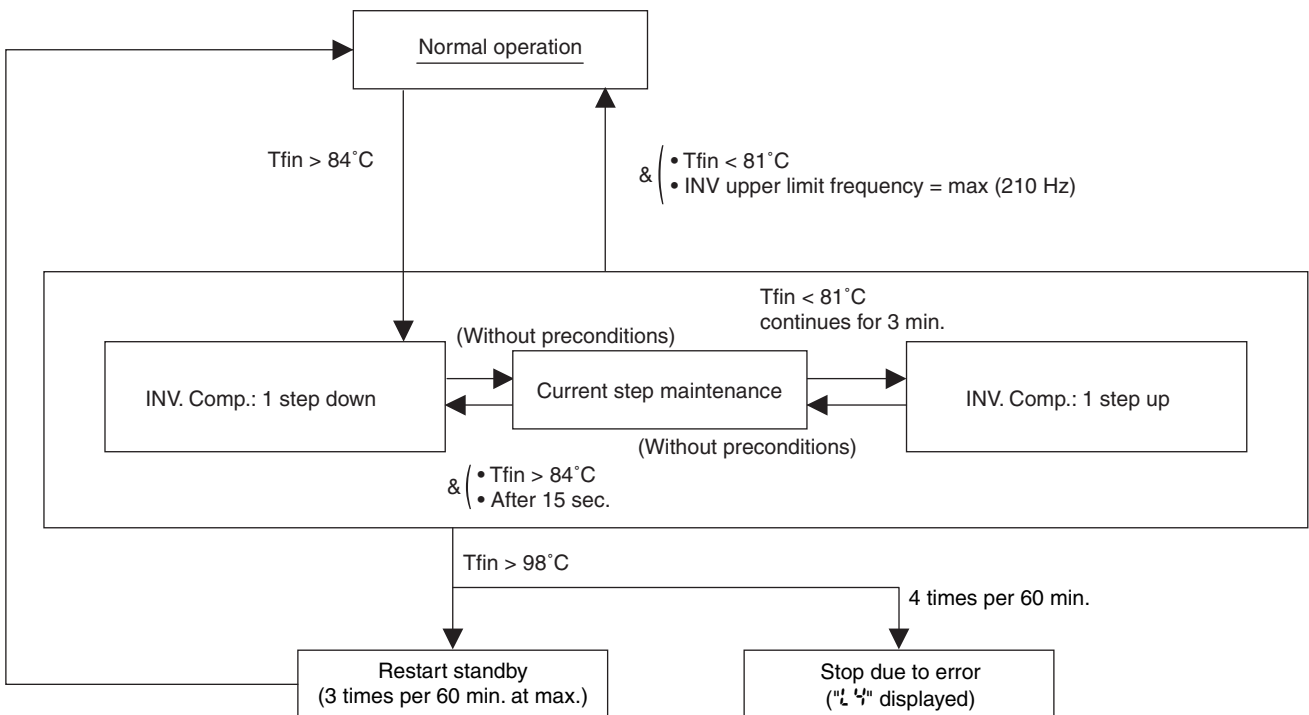 Normal operation
Tfin > 84˚C
& • Tfin < 81˚C
• INV upper limit frequency = max (210 Hz)
Tfin < 81˚C
continues for 3 min.
(Without preconditions)
INV. Comp.: 1 step down
Current step maintenance
INV. Comp.: 1 step up
(Without preconditions)
& • Tfin > 84˚C
• After 15 sec.
Tfin > 98˚C
4 times per 60 min.
Restart standby
(3 times per 60 min. at max.)
Stop due to error
("L4" displayed)